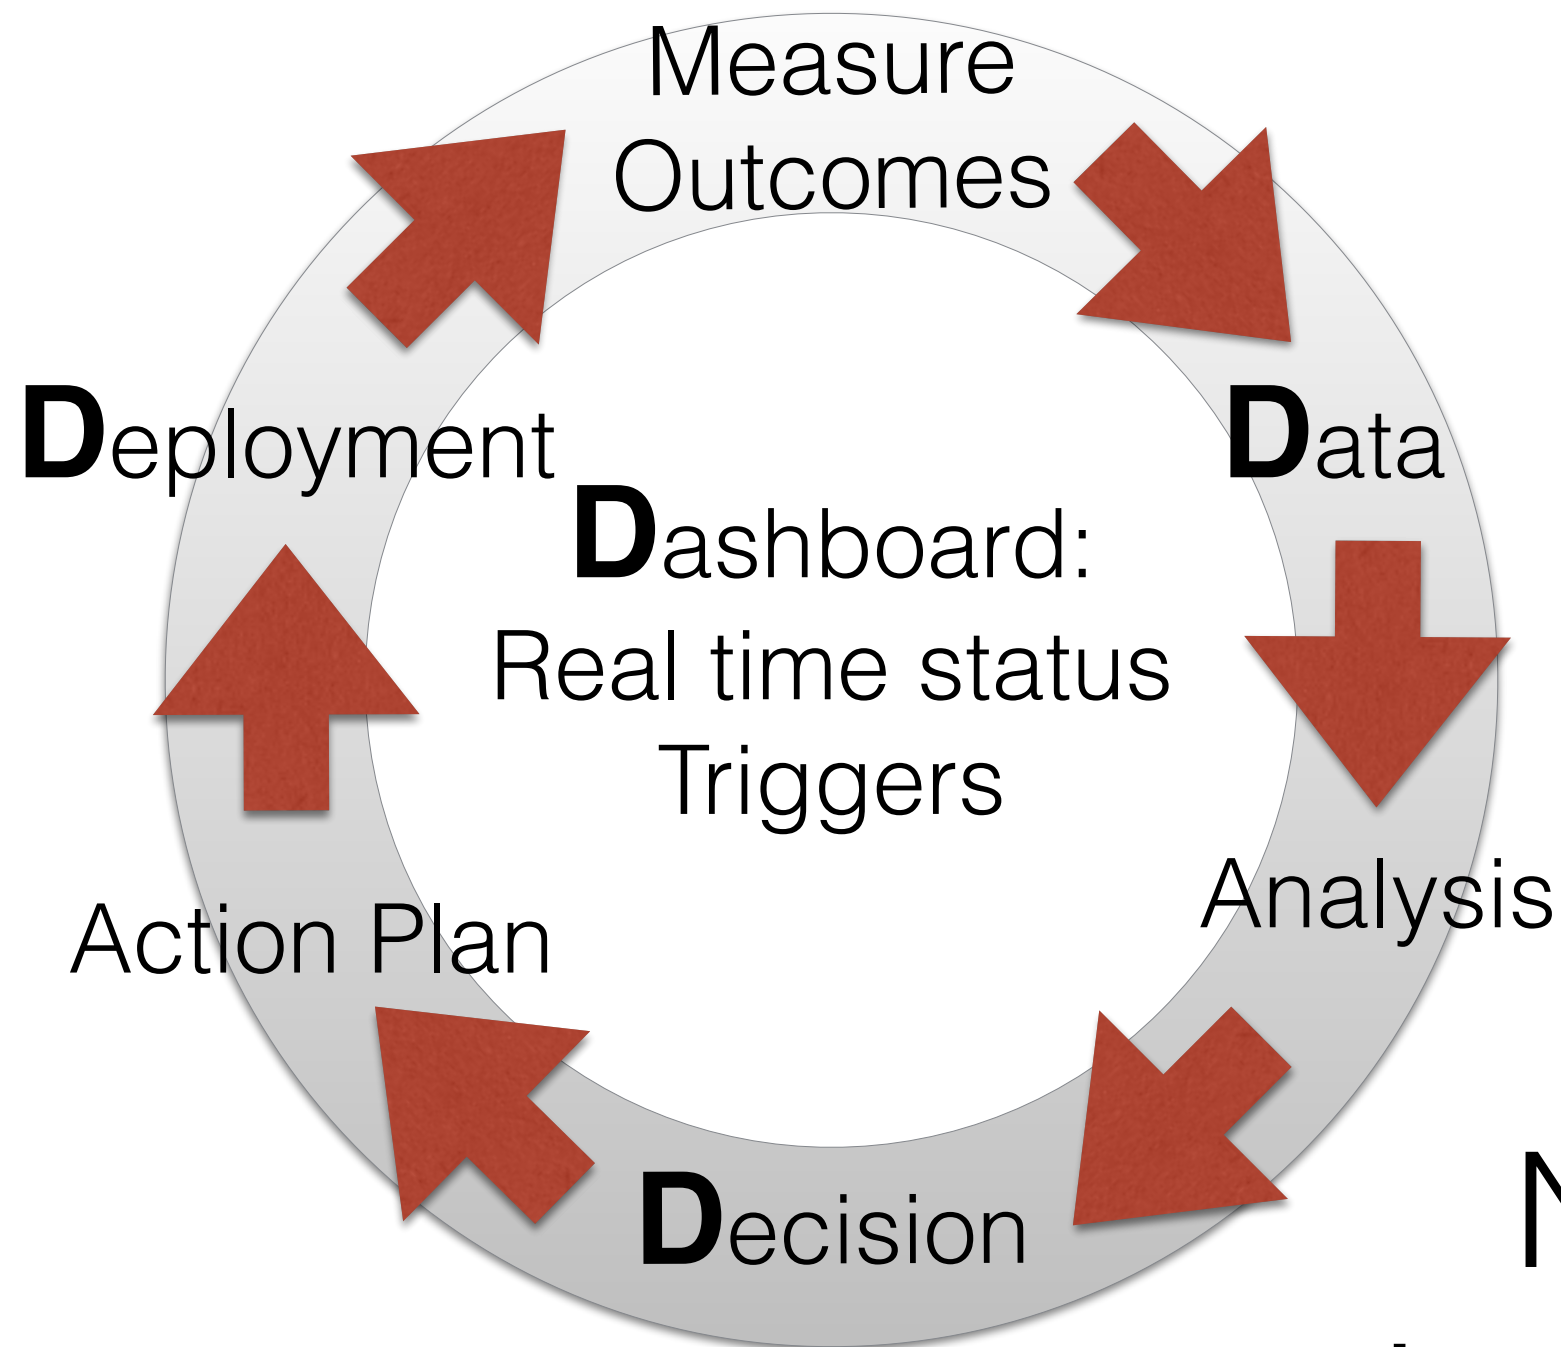 Measure
Outcomes
Deployment
Data
Dashboard:
Real time status
Triggers
Analysis
Action Plan
Decision